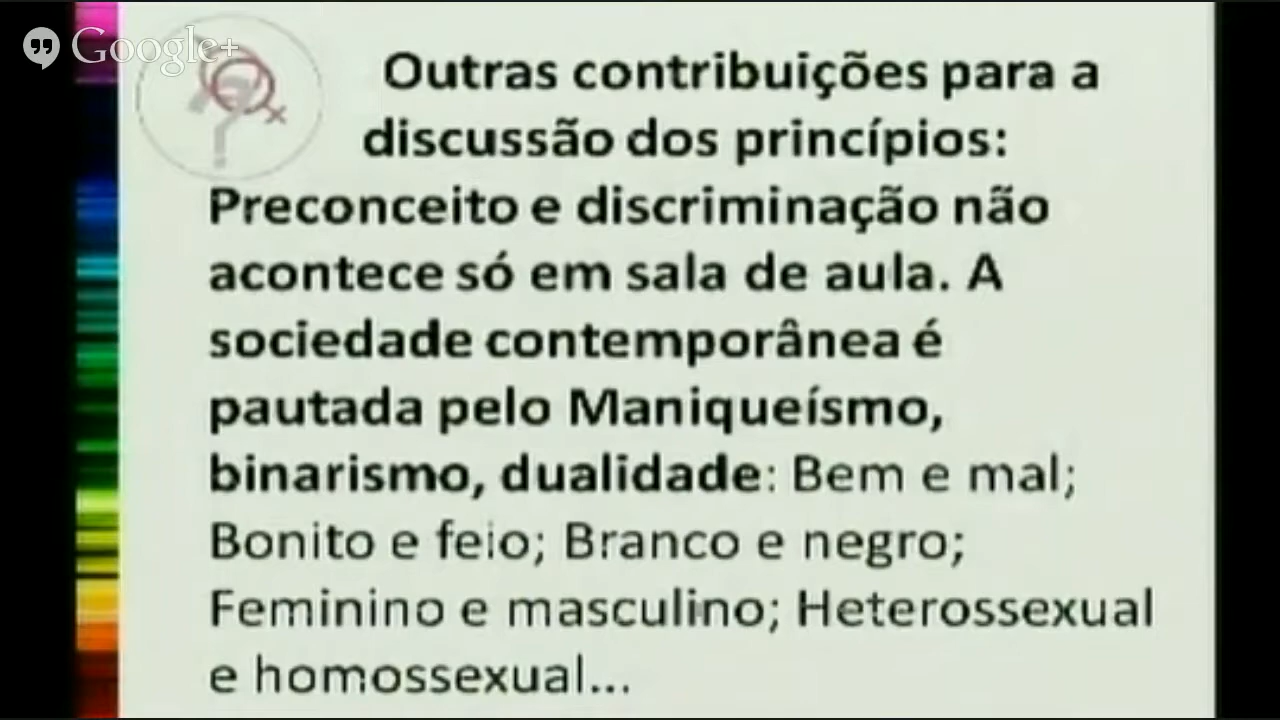 Google+
Outras contribuições para a
discussão dos princípios:
Preconceito e discriminação não
acontece só em sala de aula. A
sociedade contemporânea é
pautada pelo Maniqueísmo,
binarismo, dualidade: Bem e mal;
Bonito e feio; Branco e negro;
Feminino e masculino; Heterossexual
e homossexual...